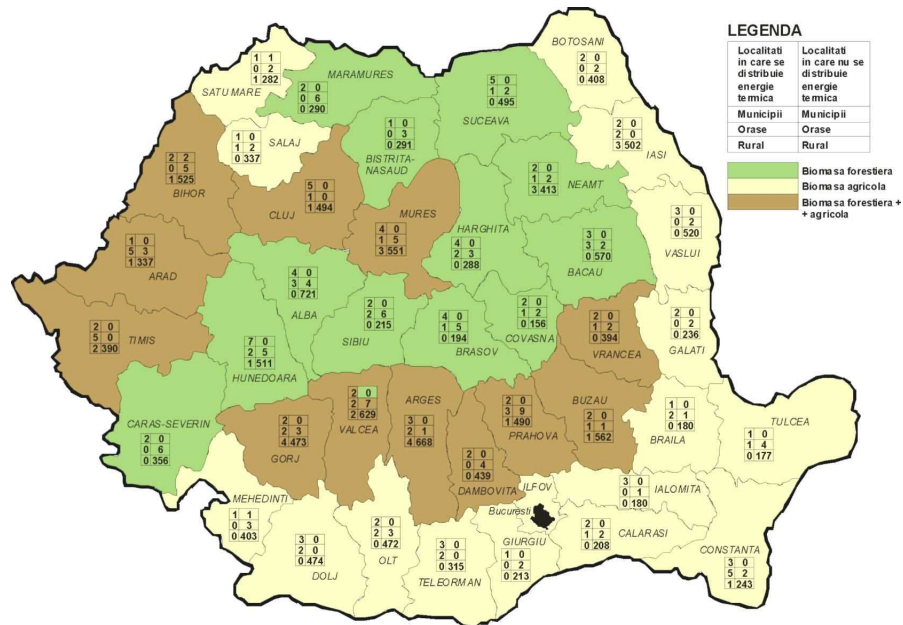 LEGENDA
Localitati in care se distribuie energie termica
Localitati in care nu se distribuie energie termica
Municipii Municipii
Orase Orase
Rural Rural
Biomasa forestiera
Biomasa agricola
Biomasa forestiera +
+ agricola
BOTOSANI
2 0
0 2
0 408
1 1
0 2
1 282
SATU MARE
MARAMURES
2 0
0 6
0 290
5 0
1 2
0 495
SUCEAVA
1 0
1 2
0 337
SALAJ
1 0
0 3
0 291
BISTRITA-
NASAUD
2 0
2 0
3 502
IASI
2 2
0 5
1 525
BIHOR
5 0
1 0
1 494
CLUJ
MURES
4 0
1 5
3 551
2 0
1 2
3 413
NEAMT
HARGHITA
4 0
2 3
0 288
3 0
3 2
0 570
BACAU
3 0
0 2
0 520
VASLUI
1 0
5 3
1 337
ARAD
4 0
3 4
0 721
ALBA
2 0
2 6
0 215
SIBIU
4 0
1 5
0 194
BRASOV
2 0
1 2
0 156
COVASNA
2 0
1 2
0 394
VRANCEA
2 0
0 2
0 236
GALATI
2 0
5 0
2 390
TIMIS
7 0
2 5
1 511
HUNEDOARA
CARAS-SEVERIN
2 0
0 6
0 356
2 0
2 3
4 473
GORJ
2 0
2 7
2 629
VALCEA
ARGES
3 0
2 1
4 668
2 0
0 4
0 439
DAMBOVITA
2 0
3 9
1 490
PRAHOVA
BUZAU
2 0
1 1
1 562
1 0
2 1
0 180
BRAILA
TULCEA
1 0
1 4
0 177
MEHEDINTI
1 1
0 3
0 403
3 0
2 0
0 474
DOLJ
2 0
2 3
0 472
OLT
3 0
2 0
0 315
TELEORMAN
ILFOV
Bucuresti
GIURGIU
1 0
0 2
0 213
3 0
0 1
0 180
IALOMITA
2 0
1 2
0 208
CALARASI
CONSTANTA
3 0
5 2
1 243